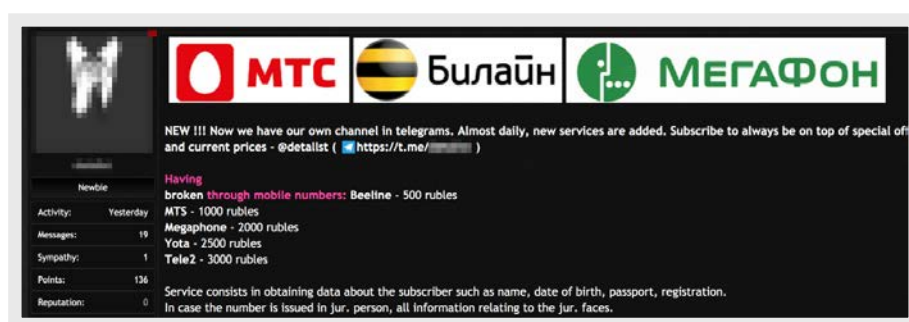 МТС Билайн МЕГАФОН
NEW !!! Now we have our own channel in telegrams. Almost daily, new services are added. Subscribe to always be on top of special
and current prices - @detalist ( https://t.me/ )
Having
broken through mobile numbers: Beeline - 500 rubles
MTS - 1000 rubles
Megaphone - 2000 rubles
Yota - 2500 rubles
Tele2 - 3000 rubles
Service consists in obtaining data about the subscriber such as name, date of birth, passport, registration.
In case the number is issued in jur. person, all information relating to the jur. faces.
Newbie
Activity: Yesterday
Messages: 19
Sympathy: 1
Points: 136
Reputation: 0